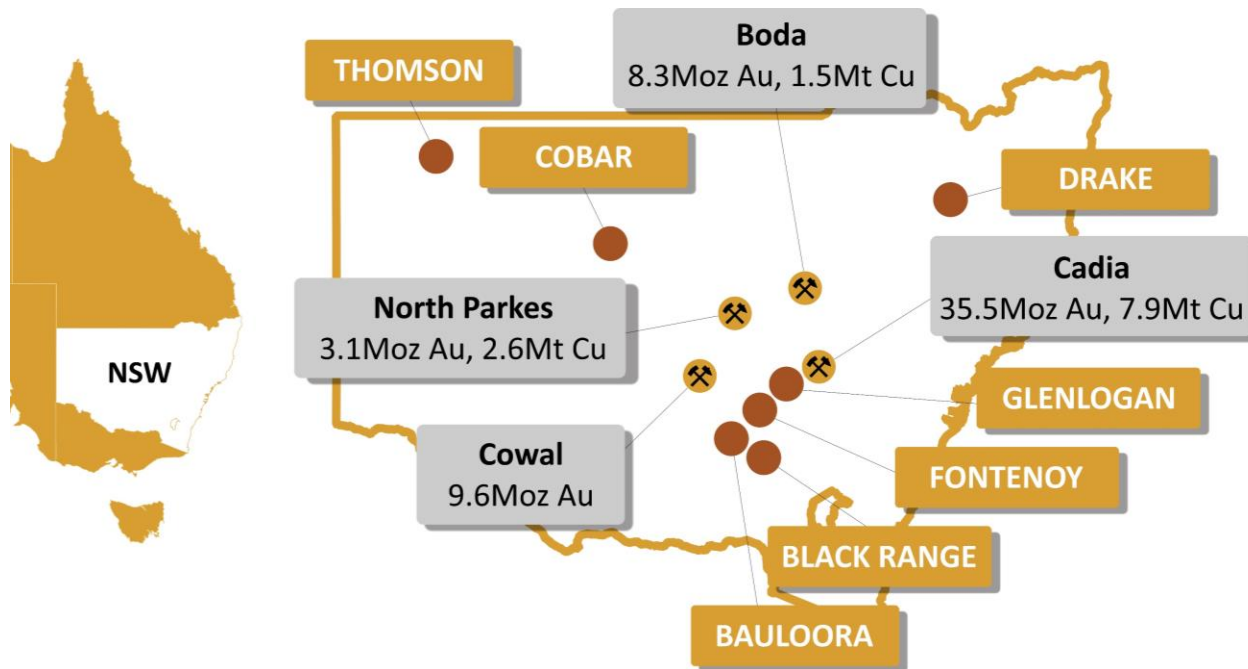 Boda
8.3Moz Au, 1.5Mt Cu
THOMSON
COBAR
DRAKE
Cadia
35.5Moz Au, 7.9Mt Cu
North Parkes
3.1Moz Au, 2.6Mt Cu
NSW
GLENLOGAN
Cowal
9.6Moz Au
FONTENOY
BLACK RANGE
BAULOORA